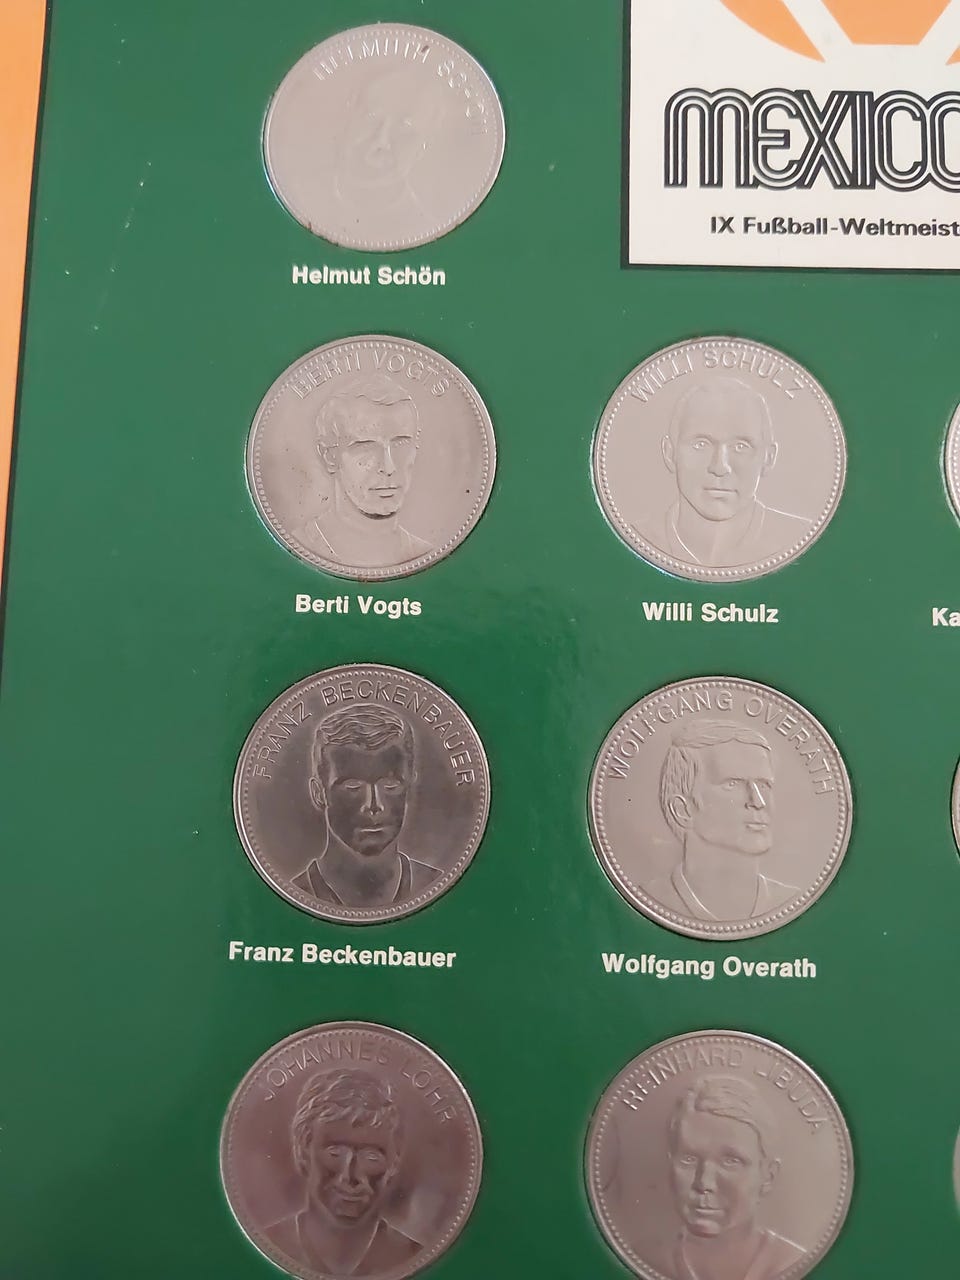 MEXICO
IX Fußball-Weltmeist
HELMUTH SCHÖN
Helmut Schön
BERTI VOGTS
WILLI SCHULZ
Berti Vogts
Willi Schulz
Ka
FRANZ BECKENBAUER
WOLFGANG OVERATH
Franz Beckenbauer
Wolfgang Overath
JOHANNES LÖHR
REINHARD LIBUDA